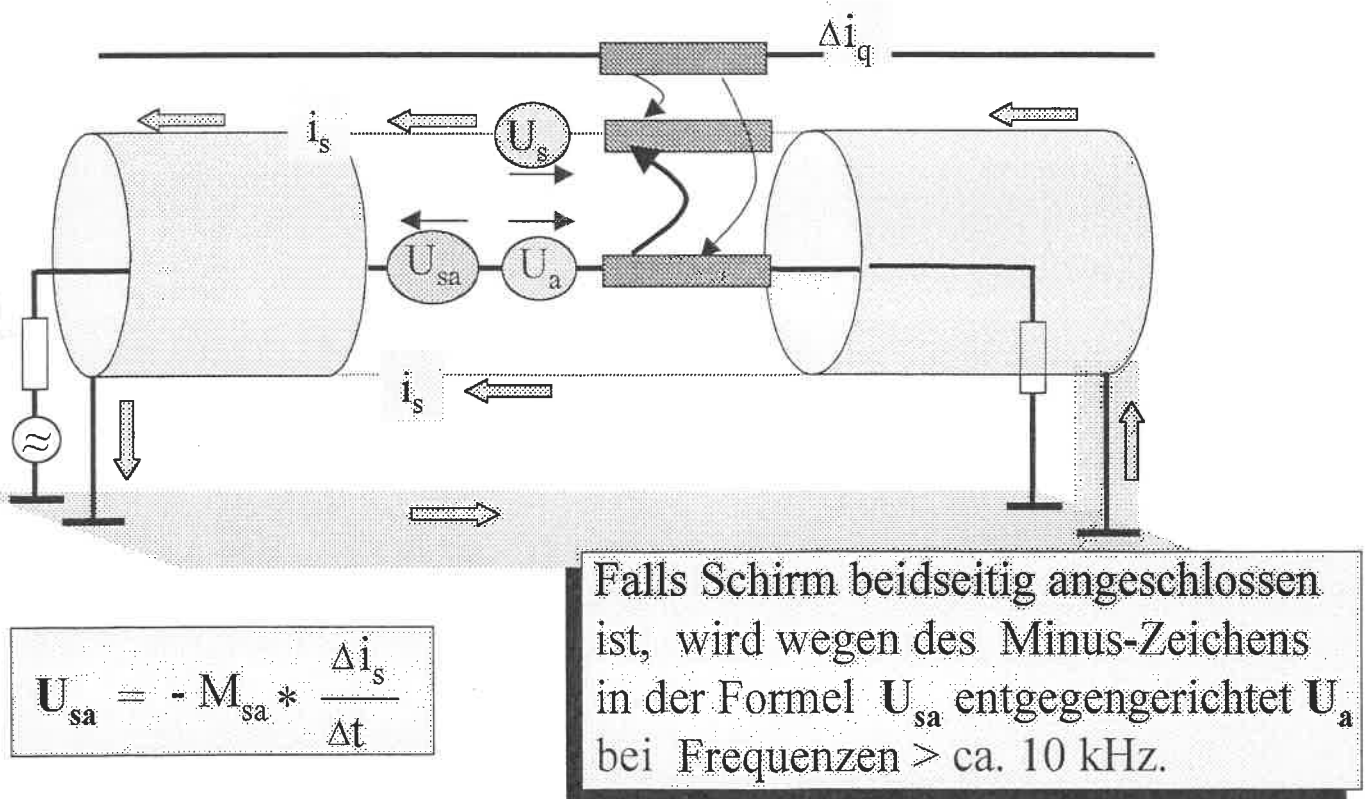 Δi_q
i_s
U_s
U_sa
U_a
i_s
U_sa = - M_sa * Δi_s / Δt
Falls Schirm beidseitig angeschlossen
ist, wird wegen des Minus-Zeichens
in der Formel U_sa entgegengerichtet U_a
bei Frequenzen > ca. 10 kHz.